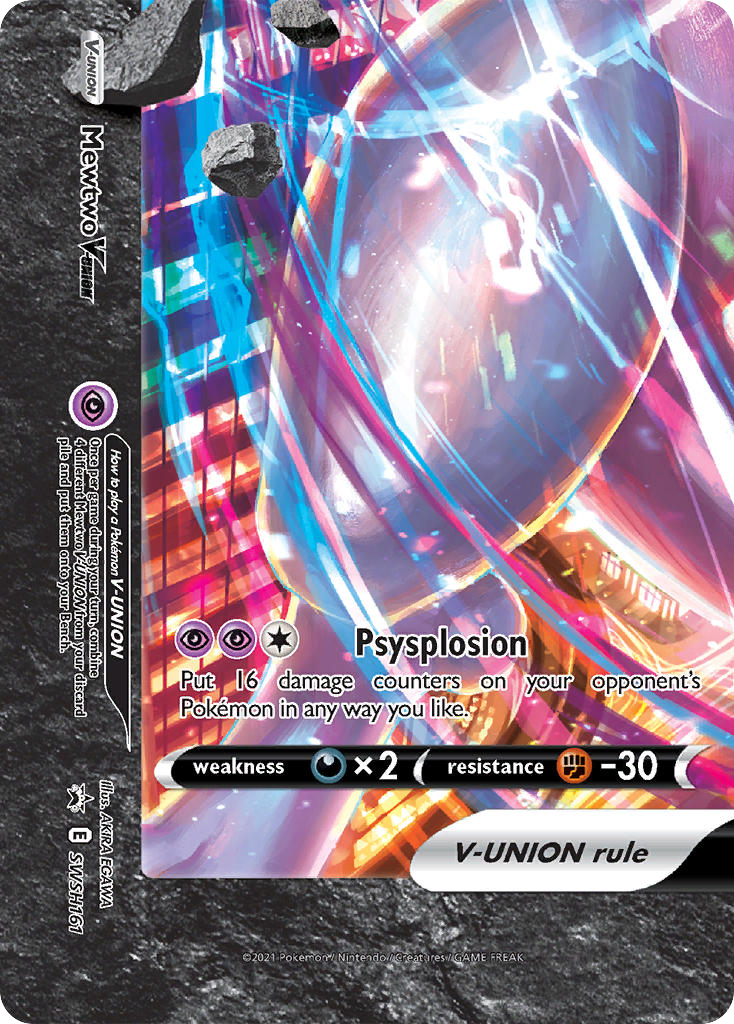 V-UNION
Mewtwo V-UNION
How to play a Pokémon V-UNION
Once per game during your turn, combine
4 different Mewtwo V-UNION from your discard
pile and put them onto your Bench.
Psysplosion
Put 16 damage counters on your opponent's
Pokémon in any way you like.
weakness ×2 resistance -30
V-UNION rule
Illus. AKIRA EGAWA
E SWSH161
©2021 Pokémon / Nintendo / Creatures / GAME FREAK